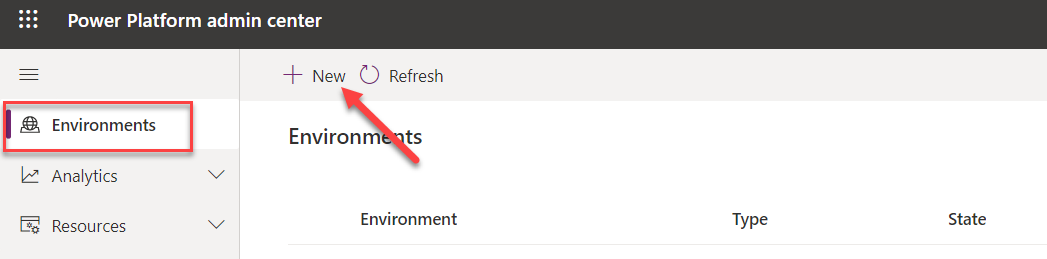 Power Platform admin center
New Refresh
Environments
Analytics
Resources
Environments
Environment Type State